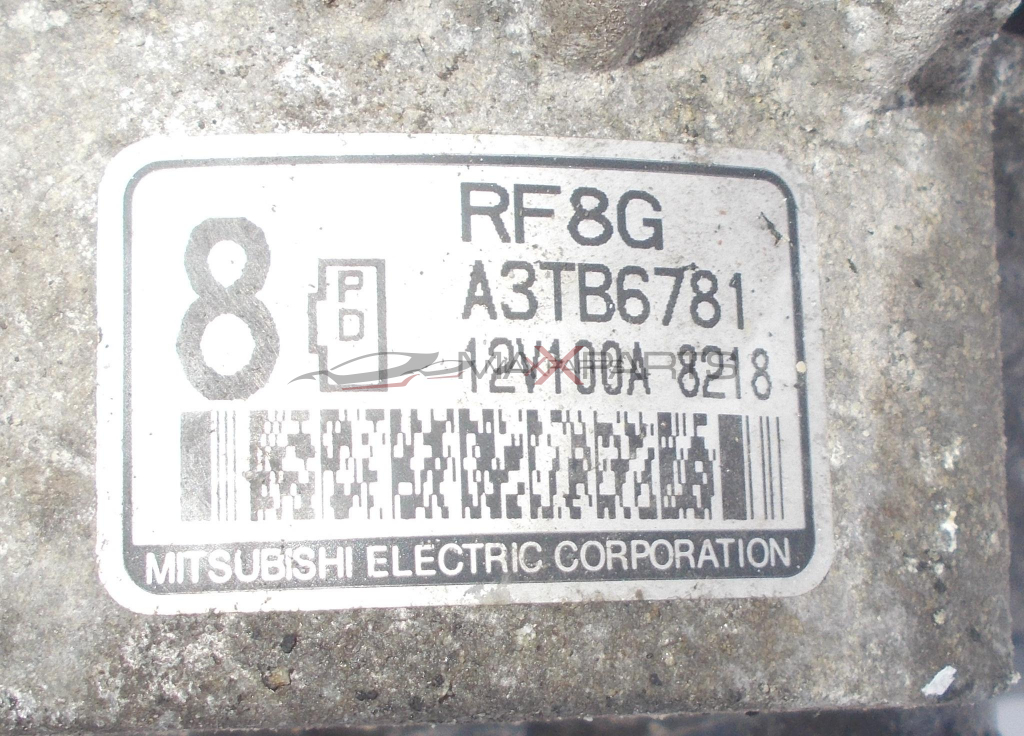 RF8G
8
P
D
A3TB6781
12V100A 8218
MAXPARTS
MITSUBISHI ELECTRIC CORPORATION